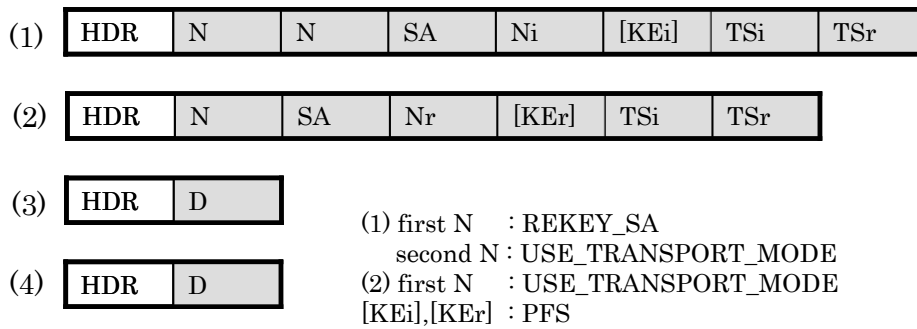 (1) HDR N N SA Ni [KEi] TSi TSr
(2) HDR N SA Nr [KEr] TSi TSr
(3) HDR D
(4) HDR D
(1) first N : REKEY_SA
second N : USE_TRANSPORT_MODE
(2) first N : USE_TRANSPORT_MODE
[KEi],[KEr] : PFS